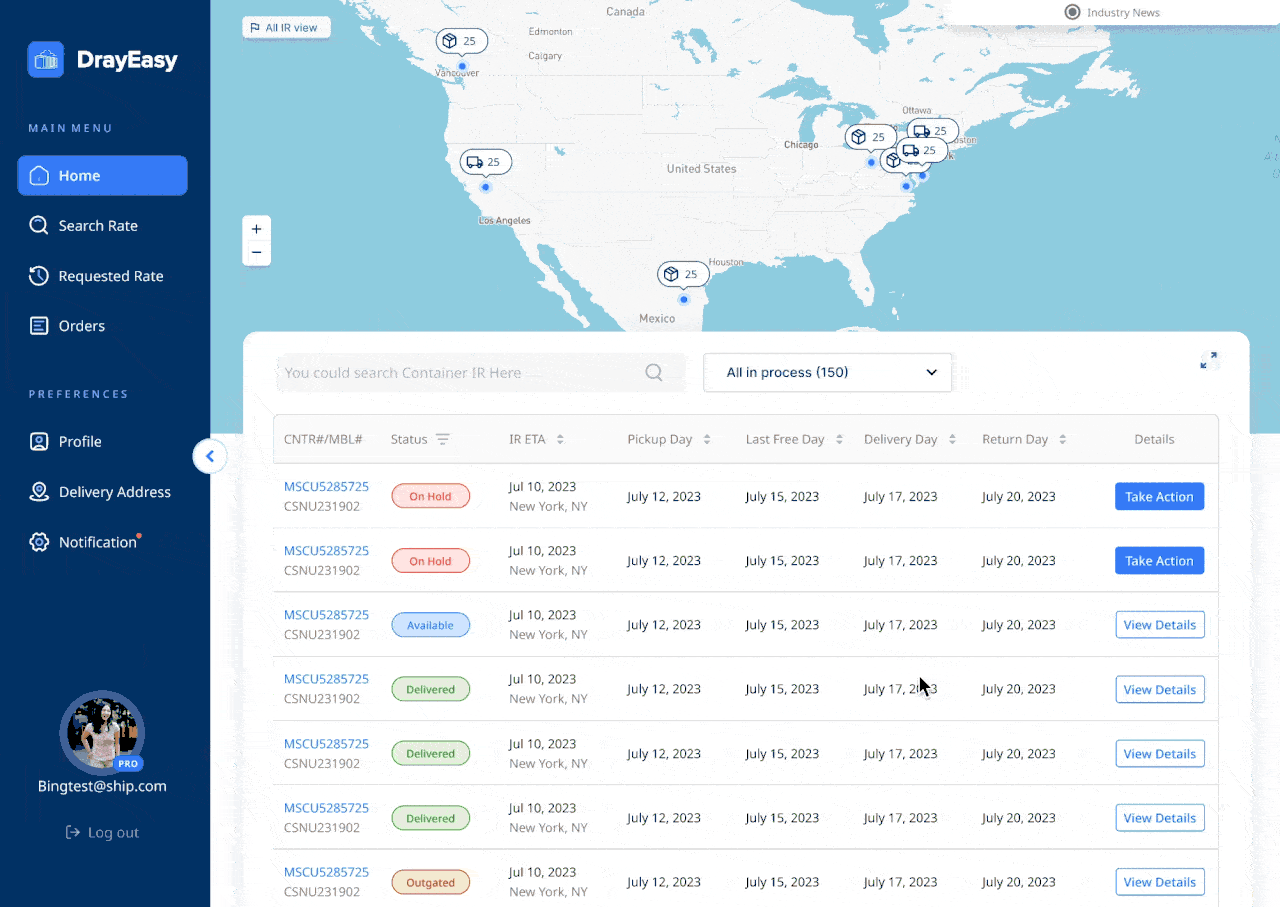 DrayEasy
MAIN MENU
Home
Search Rate
Requested Rate
Orders
PREFERENCES
Profile
Delivery Address
Notification
PRO
Bingtest@ship.com
Log out
All IR view
Industry News
Canada
Edmonton
Calgary
25
Vancouver
Ottawa
25
25
25
Chicago
United States
25
Los Angeles
+
−
Houston
25
Mexico
You could search Container IR Here
All in process (150)
CNTR#/MBL# Status IR ETA Pickup Day Last Free Day Delivery Day Return Day Details
MSCU5285725 Jul 10, 2023
On Hold July 12, 2023 July 15, 2023 July 17, 2023 July 20, 2023 Take Action
CSNU231902 New York, NY
MSCU5285725 Jul 10, 2023
On Hold July 12, 2023 July 15, 2023 July 17, 2023 July 20, 2023 Take Action
CSNU231902 New York, NY
MSCU5285725 Jul 10, 2023
Available July 12, 2023 July 15, 2023 July 17, 2023 July 20, 2023 View Details
CSNU231902 New York, NY
MSCU5285725 Jul 10, 2023
Delivered July 12, 2023 July 15, 2023 July 17, 2023 July 20, 2023 View Details
CSNU231902 New York, NY
MSCU5285725 Jul 10, 2023
Delivered July 12, 2023 July 15, 2023 July 17, 2023 July 20, 2023 View Details
CSNU231902 New York, NY
MSCU5285725 Jul 10, 2023
Delivered July 12, 2023 July 15, 2023 July 17, 2023 July 20, 2023 View Details
CSNU231902 New York, NY
MSCU5285725 Jul 10, 2023
Outgated July 12, 2023 July 15, 2023 July 17, 2023 July 20, 2023 View Details
CSNU231902 New York, NY